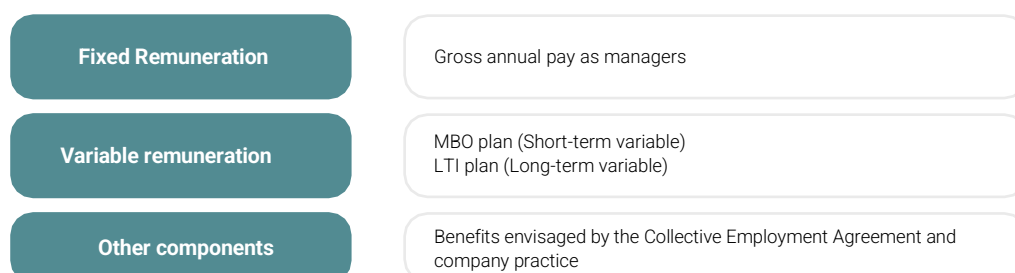 Fixed Remuneration
Gross annual pay as managers
Variable remuneration
MBO plan (Short-term variable)
LTI plan (Long-term variable)
Other components
Benefits envisaged by the Collective Employment Agreement and
company practice